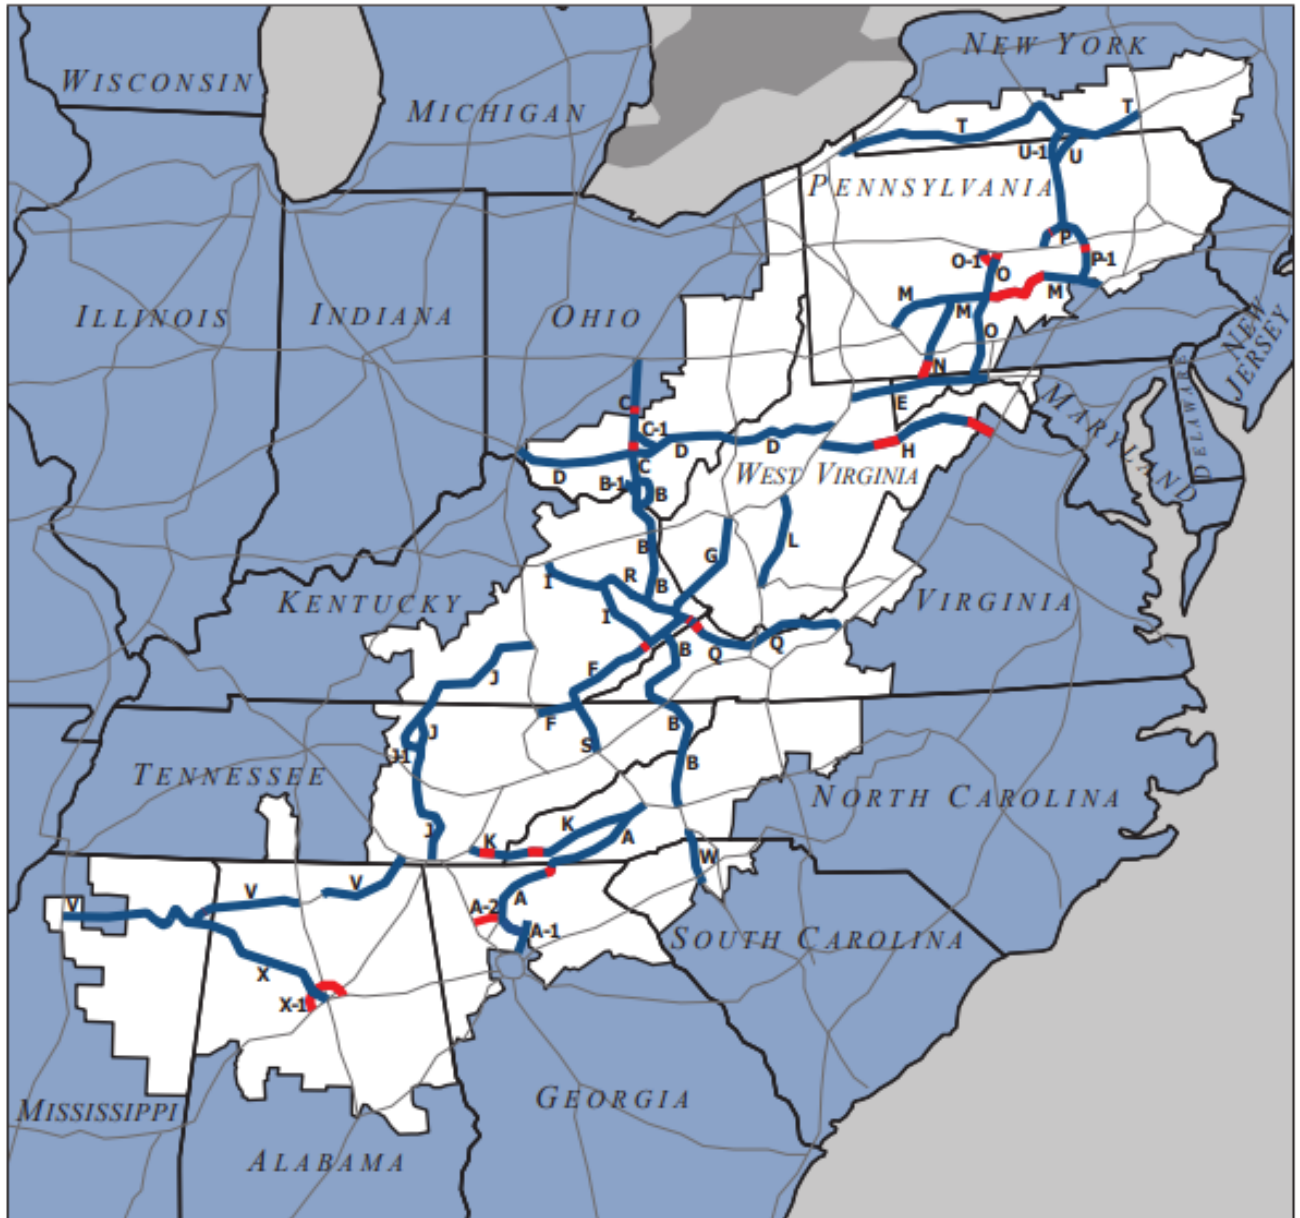 NEW YORK
WISCONSIN
MICHIGAN
T
T
U-1
U
PENNSYLVANIA
P
O-1
O
P-1
M
M
M
ILLINOIS
INDIANA
OHIO
O
NEW
JERSEY
N
DELAWARE
E
MARYLAND
C
C-1
D
D
H
C
D
B-1
B
WEST VIRGINIA
L
B
G
I
R
B
KENTUCKY
VIRGINIA
I
B
Q
Q
F
J
F
B
J
S
J-1
B
TENNESSEE
NORTH CAROLINA
J
K
K
A
W
V
V
V
A
A-2
A-1
SOUTH CAROLINA
X
X-1
MISSISSIPPI
GEORGIA
ALABAMA